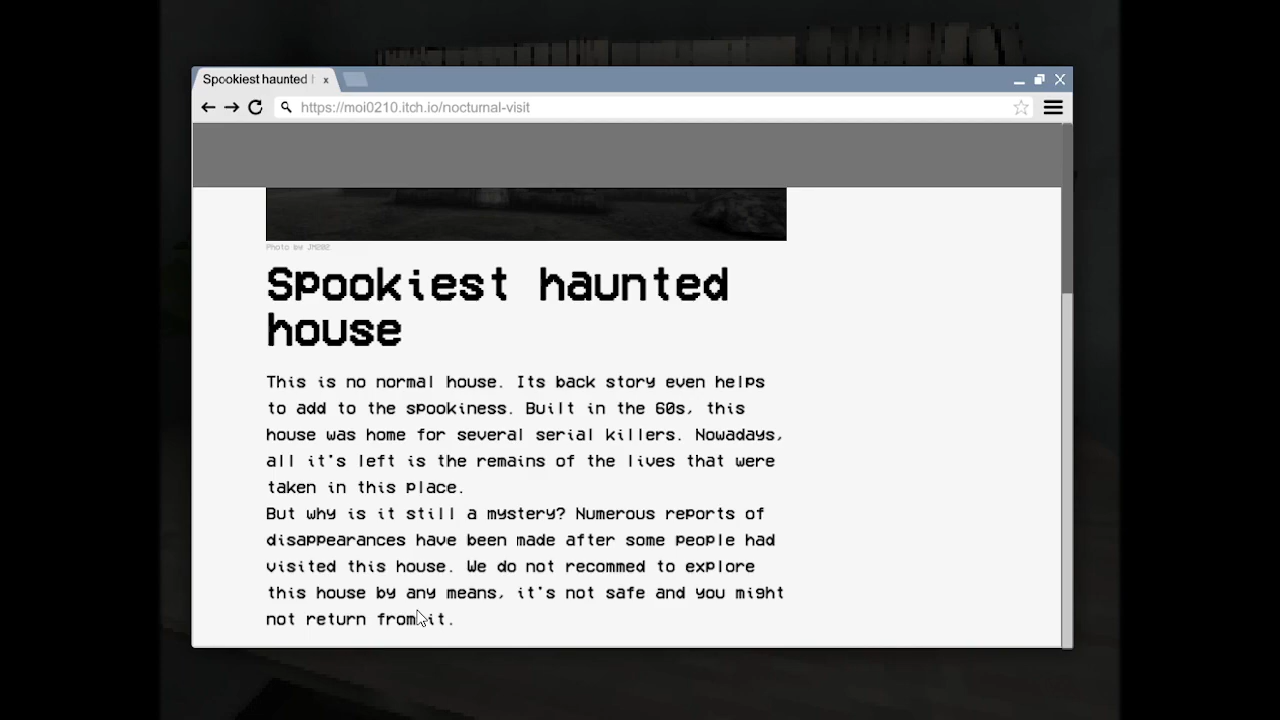 Spookiest haunted
https://moi0210.itch.io/nocturnal-visit
Photo by JM202
Spookiest haunted
house
This is no normal house. Its back story even helps
to add to the spookiness. Built in the 60s, this
house was home for several serial killers. Nowadays,
all it's left is the remains of the lives that were
taken in this place.
But why is it still a mystery? Numerous reports of
disappearances have been made after some people had
visited this house. We do not recommed to explore
this house by any means, it's not safe and you might
not return from it.